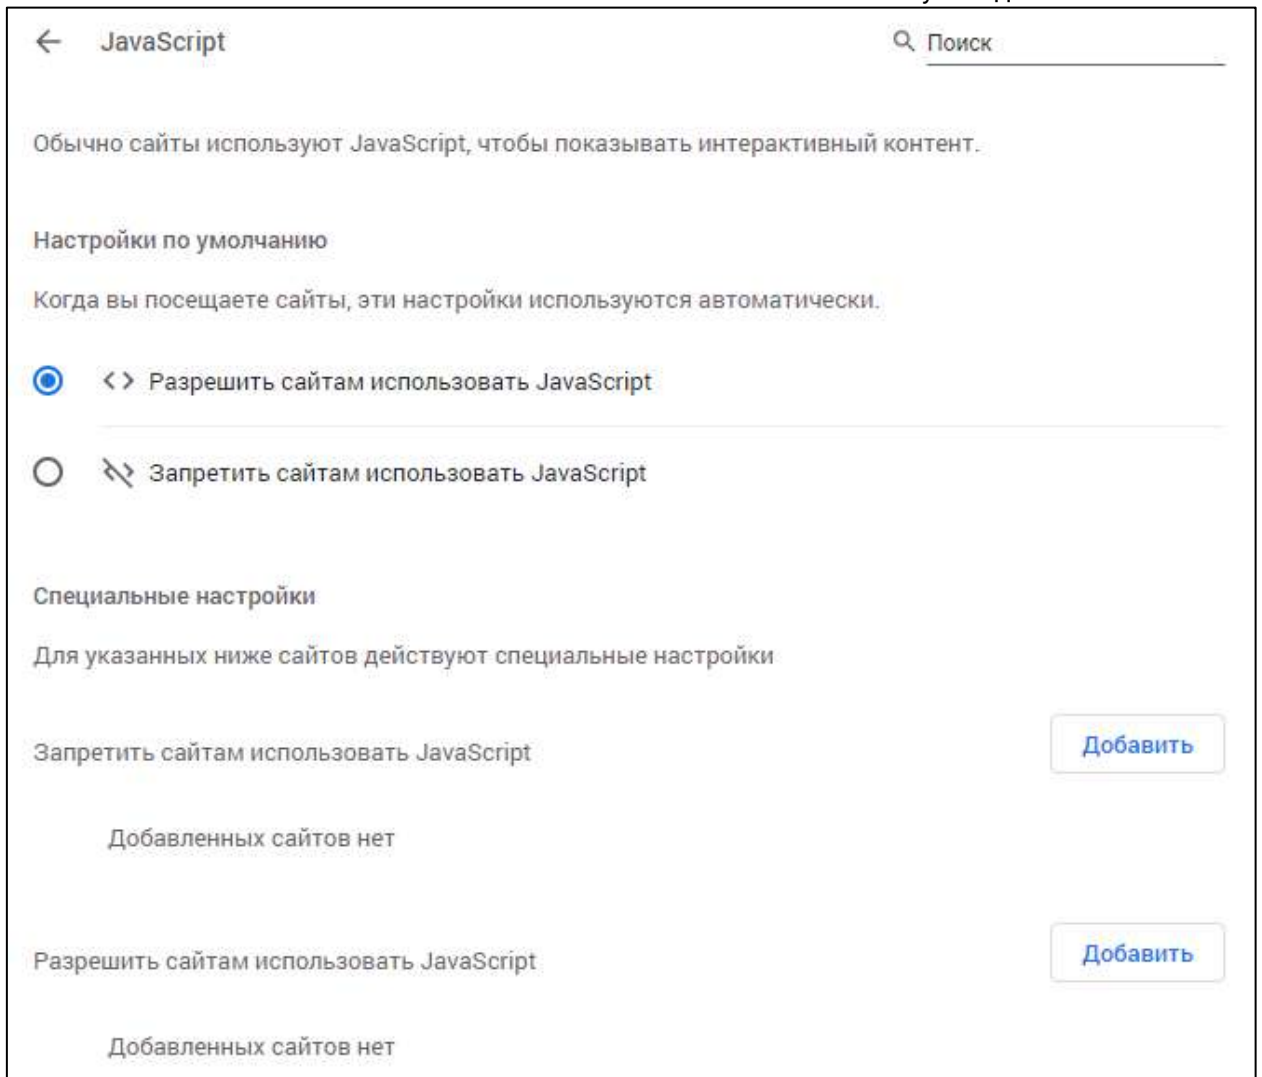 JavaScript
Поиск
Обычно сайты используют JavaScript, чтобы показывать интерактивный контент.
Настройки по умолчанию
Когда вы посещаете сайты, эти настройки используются автоматически.
<> Разрешить сайтам использовать JavaScript
Запретить сайтам использовать JavaScript
Специальные настройки
Для указанных ниже сайтов действуют специальные настройки
Запретить сайтам использовать JavaScript
Добавить
Добавленных сайтов нет
Разрешить сайтам использовать JavaScript
Добавить
Добавленных сайтов нет